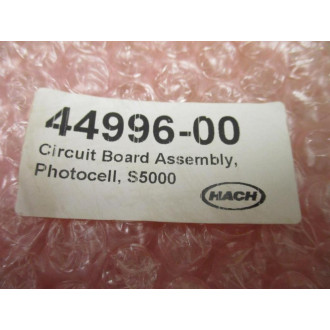 44996-00
Circuit Board Assembly,
Photocell, S5000
HACH